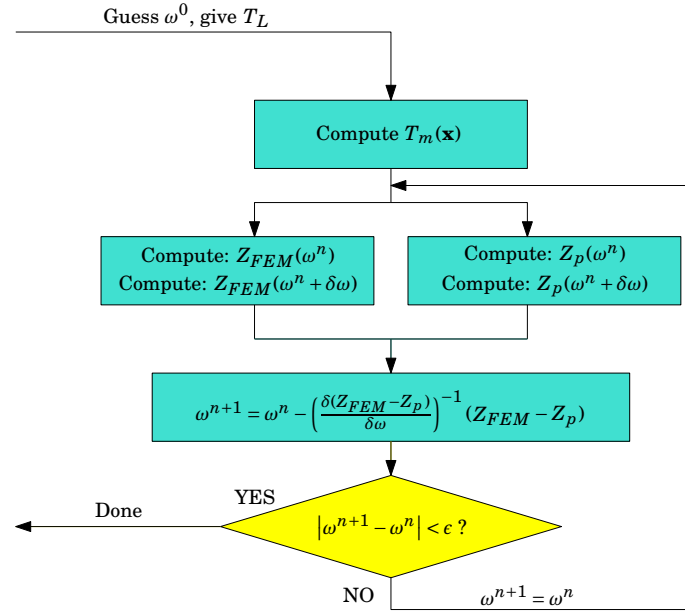 Guess ω^0, give T_L
Compute T_m(x)
Compute: Z_FEM(ω^n)
Compute: Z_FEM(ω^n + δω)
Compute: Z_p(ω^n)
Compute: Z_p(ω^n + δω)
ω^{n+1} = ω^n − (δ(Z_FEM−Z_p)/δω)^{−1} (Z_FEM − Z_p)
YES
Done
|ω^{n+1} − ω^n| < ϵ ?
NO
ω^{n+1} = ω^n